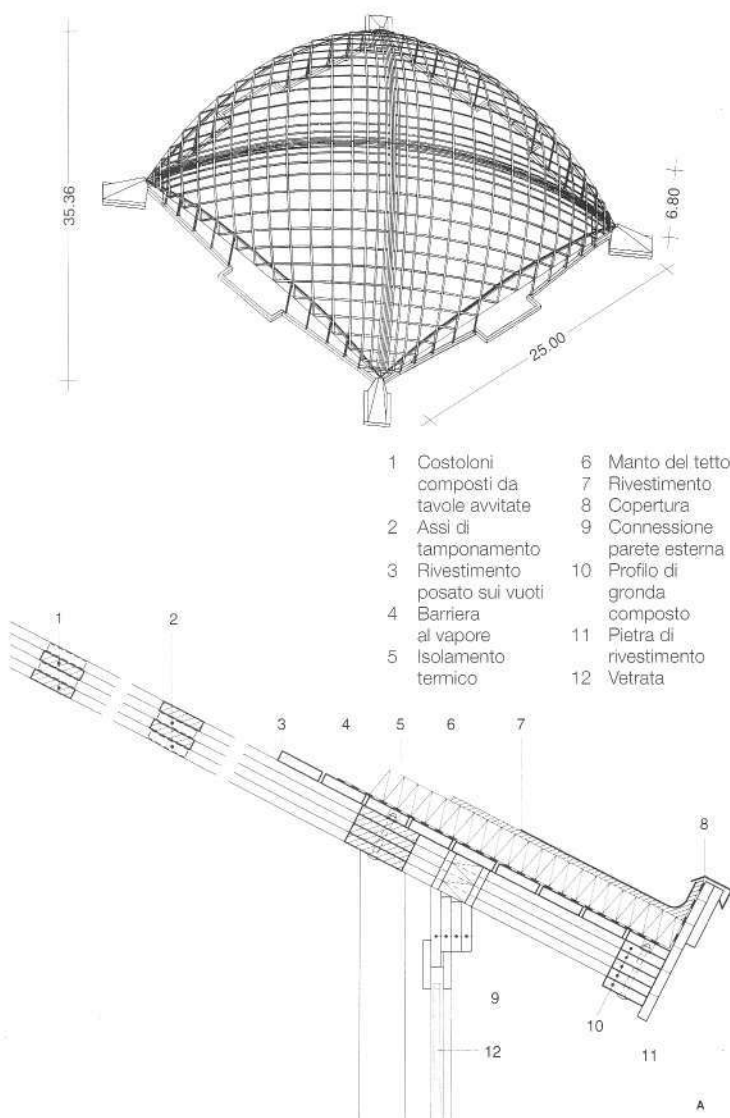 35.36
6.80
25.00
1 Costoloni
composti da
tavole avvitate
2 Assi di
tamponamento
3 Rivestimento
posato sui vuoti
4 Barriera
al vapore
5 Isolamento
termico
6 Manto del tetto
7 Rivestimento
8 Copertura
9 Connessione
parete esterna
10 Profilo di
gronda
composto
11 Pietra di
rivestimento
12 Vetrata
1 2
3 4 5 6 7
8
9
10
12
11
A